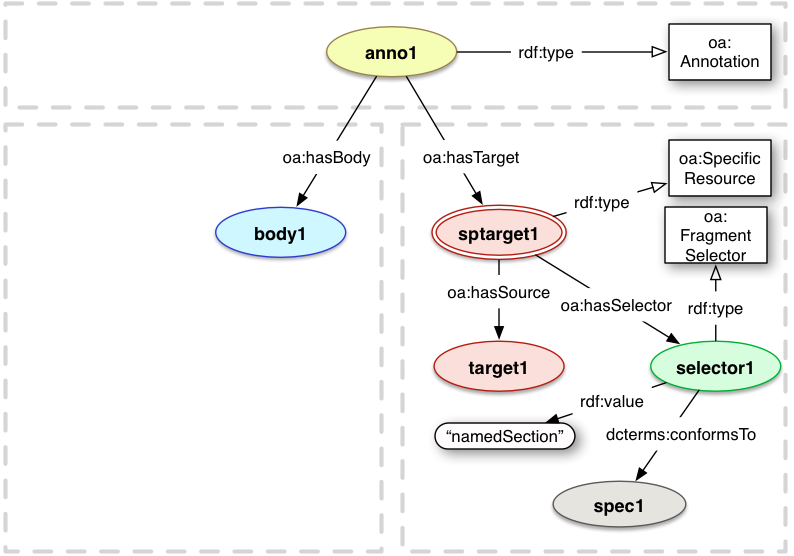 anno1
rdf:type
oa:
Annotation
oa:hasBody
oa:hasTarget
oa:Specific
Resource
rdf:type
body1
sptarget1
oa:
Fragment
Selector
oa:hasSource
oa:hasSelector
rdf:type
target1
selector1
rdf:value
“namedSection”
dcterms:conformsTo
spec1